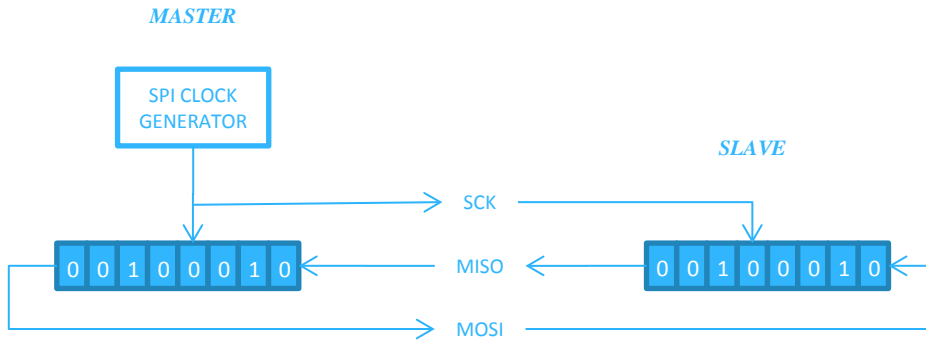 MASTER
SPI CLOCK
GENERATOR
SLAVE
SCK
0 0 1 0 0 0 1 0
MISO
0 0 1 0 0 0 1 0
MOSI